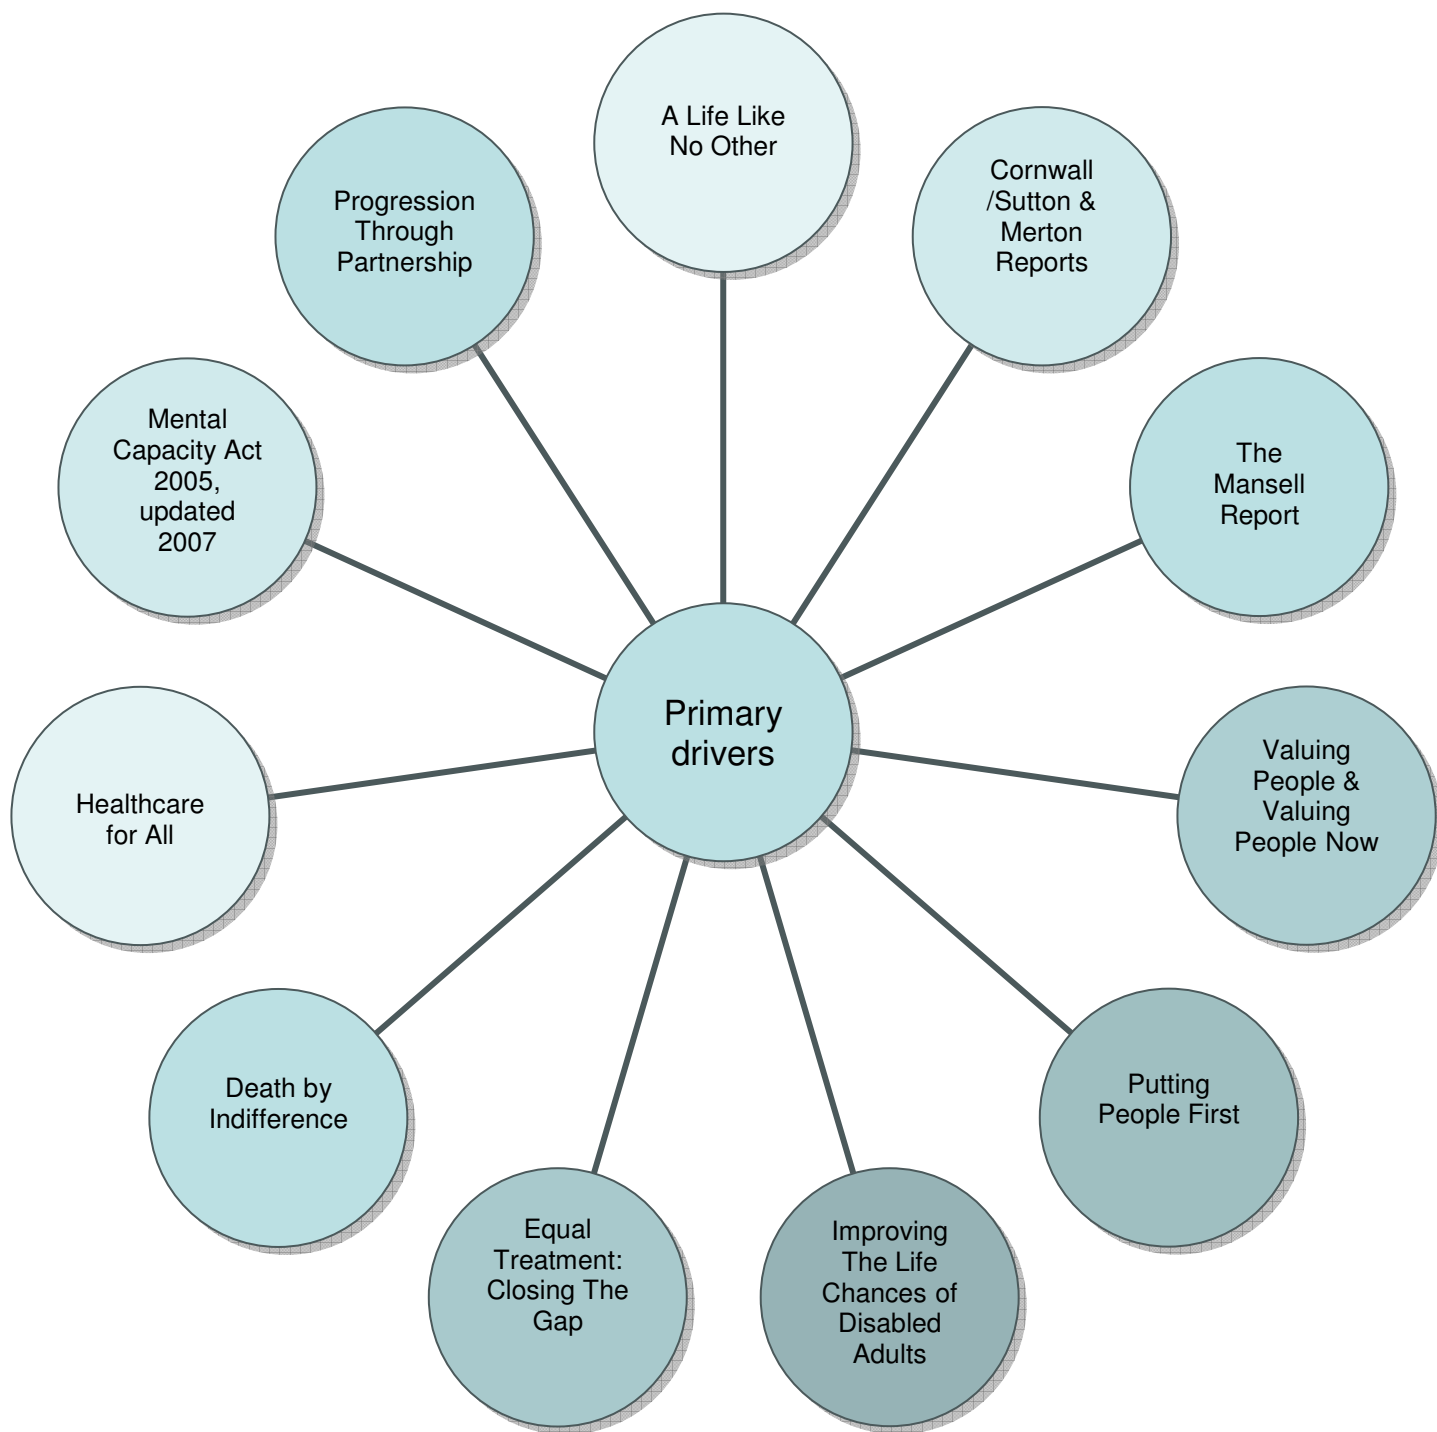 A Life Like
No Other
Cornwall
/Sutton &
Merton
Reports
The
Mansell
Report
Valuing
People &
Valuing
People Now
Putting
People First
Improving
The Life
Chances of
Disabled
Adults
Equal
Treatment:
Closing The
Gap
Death by
Indifference
Healthcare
for All
Mental
Capacity Act
2005,
updated
2007
Progression
Through
Partnership
Primary
drivers